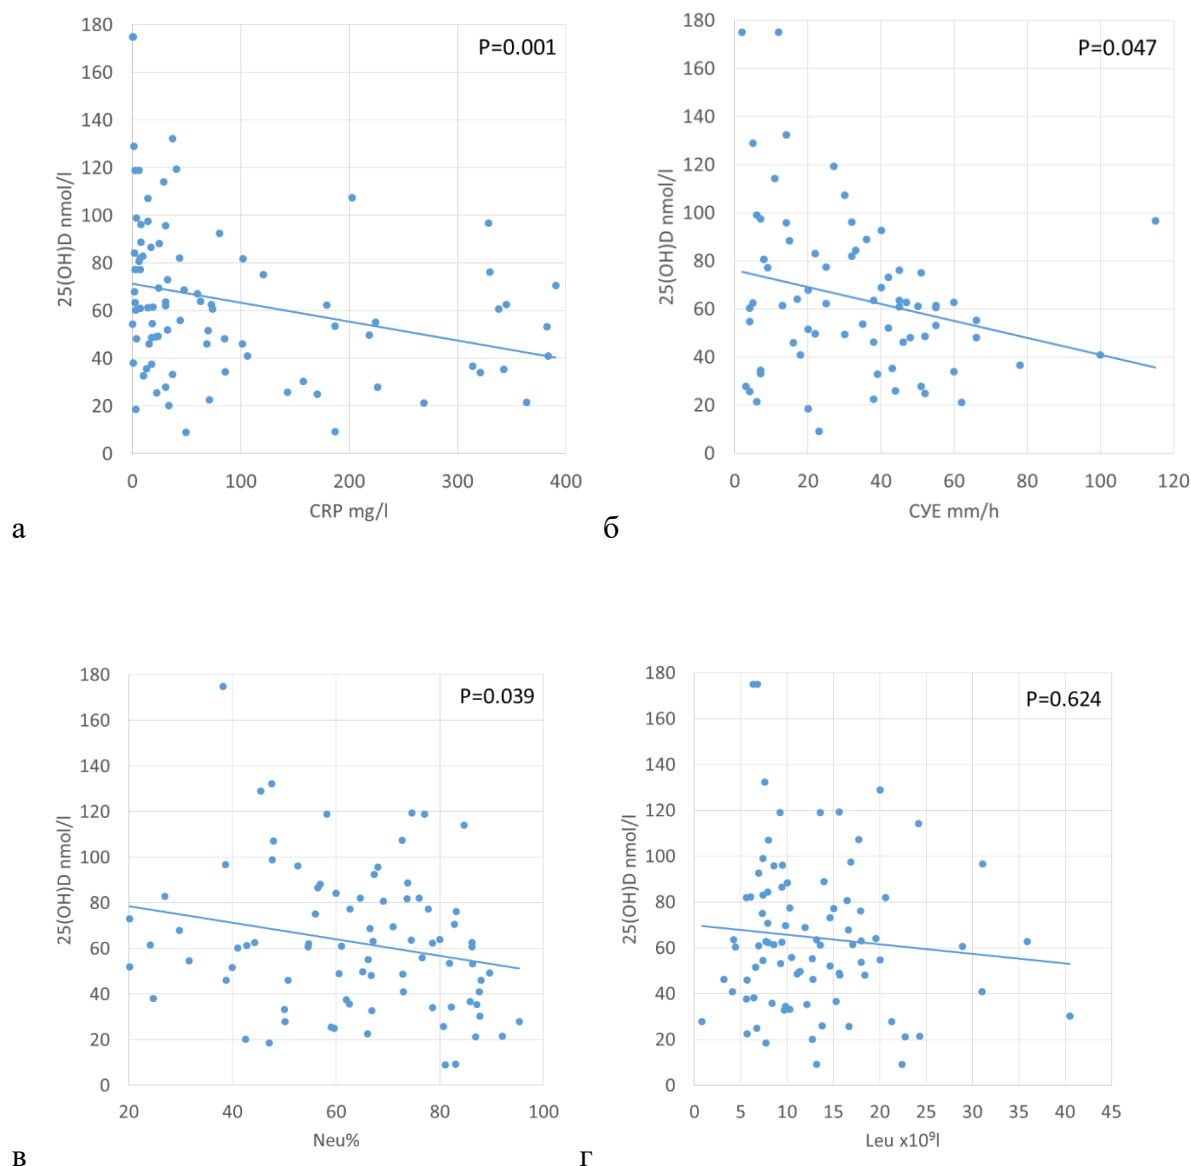 180
160
140
120
100
80
60
40
20
0
25(OH)D nmol/l
P=0.001
0 100 200 300 400
CRP mg/l
а
180
160
140
120
100
80
60
40
20
0
25(OH)D nmol/l
P=0.047
0 20 40 60 80 100 120
СУЕ mm/h
б
180
160
140
120
100
80
60
40
20
0
25(OH)D nmol/l
P=0.039
20 40 60 80 100
Neu%
в
180
160
140
120
100
80
60
40
20
0
25(OH)D nmol/l
P=0.624
0 5 10 15 20 25 30 35 40 45
Leu x10⁹l
г